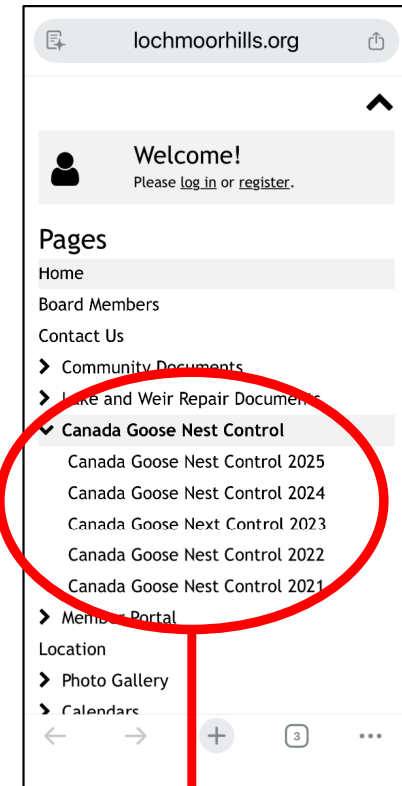 lochmoorhills.org
Welcome!
Please log in or register.
Pages
Home
Board Members
Contact Us
Community Documents
Lake and Weir Repair Documents
Canada Goose Nest Control
Canada Goose Nest Control 2025
Canada Goose Nest Control 2024
Canada Goose Next Control 2023
Canada Goose Nest Control 2022
Canada Goose Nest Control 2021
Member Portal
Location
Photo Gallery
Calendars
3